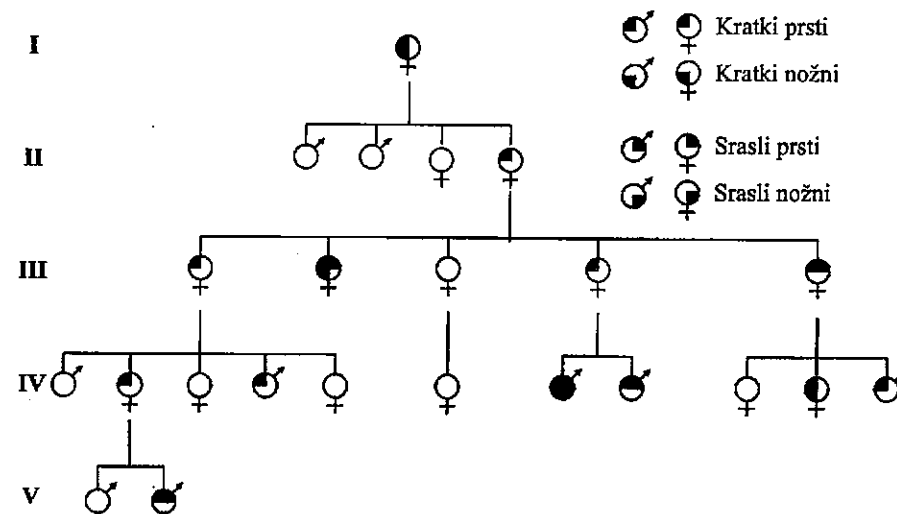 I
Kratki prsti
Kratki nožni
II
Srasli prsti
Srasli nožni
III
IV
V